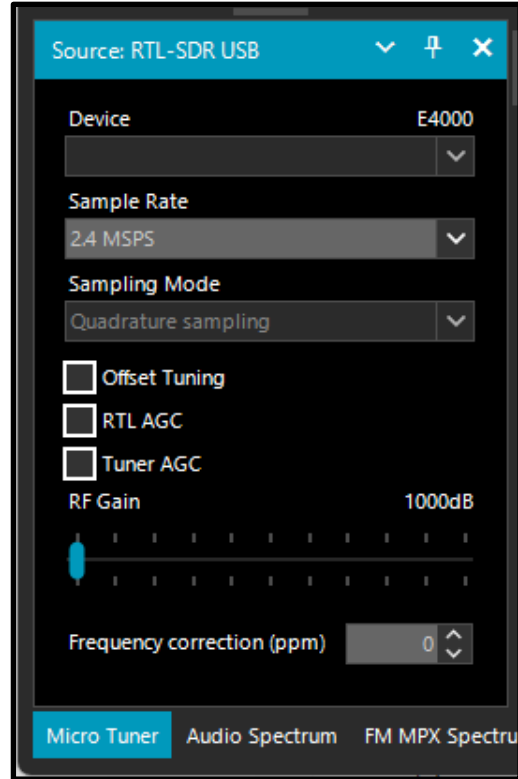 Source: RTL-SDR USB
Device E4000
Sample Rate
2.4 MSPS
Sampling Mode
Quadrature sampling
Offset Tuning
RTL AGC
Tuner AGC
RF Gain 1000dB
Frequency correction (ppm) 0
Micro Tuner Audio Spectrum FM MPX Spectru